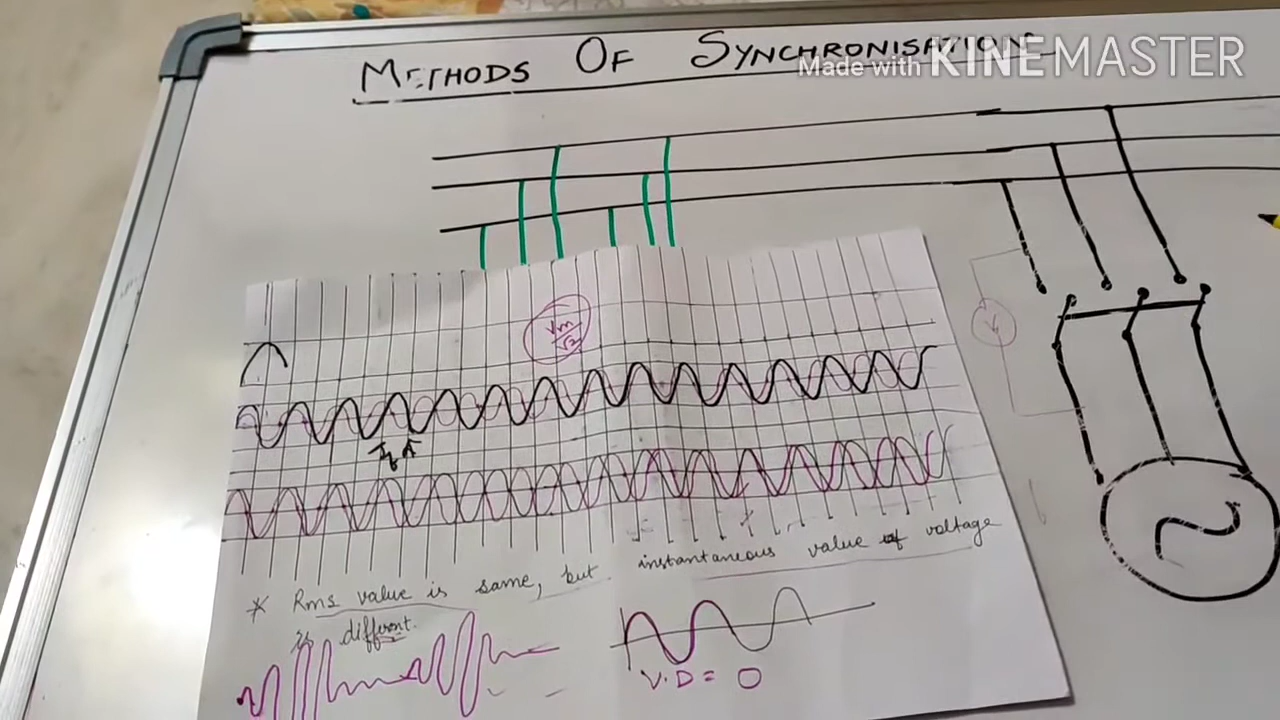 METHODS OF SYNCHRONISATION
Made with KINEMASTER
Vm
√2
V
* Rms value is same, but instantaneous value of voltage
is different.
V.D = 0